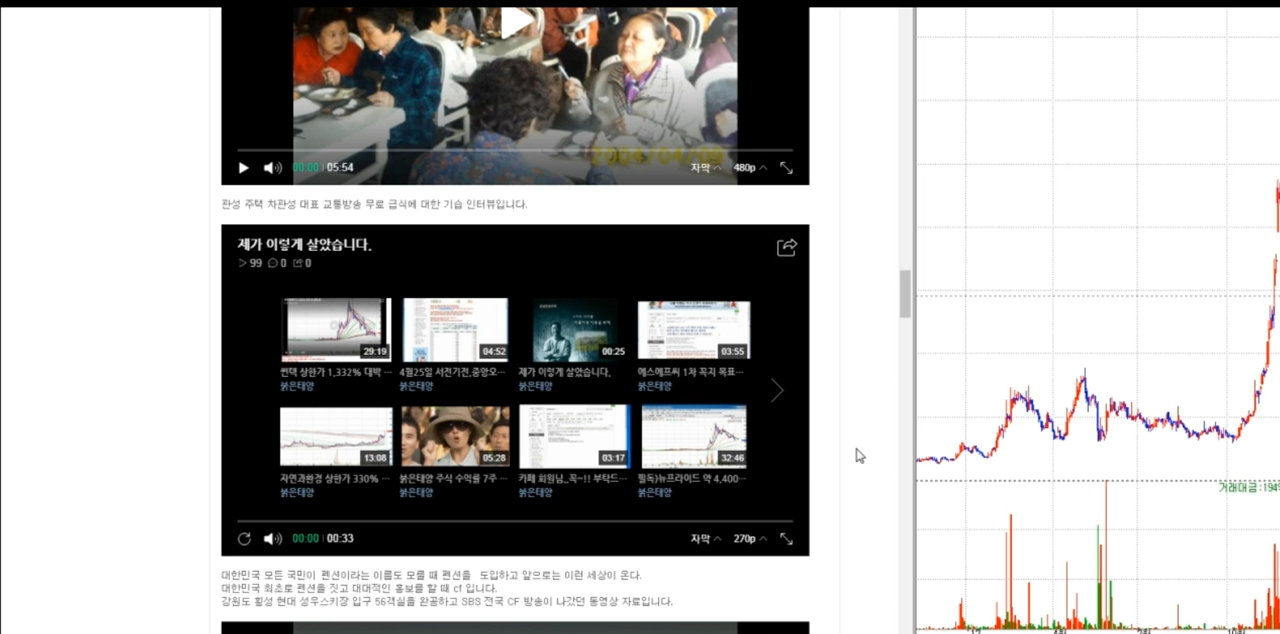 2004/04/09
00:00 | 05:54
자막
480p
관성 주택 차관성 대표 교통방송 무료 급식에 대한 기습 인터뷰입니다.
제가 이렇게 살았습니다.
99 0 0
29:19
04:52
00:25
03:55
쎈텍 상한가 1,332% 대박 ···
4월25일 서전기전,중앙오···
제가 이렇게 살았습니다.
에스에프씨 1차 꼭지 목표···
붉은태양
붉은태양
붉은태양
붉은태양
13:08
05:28
03:17
32:46
자연과환경 상한가 330% ···
붉은태양 주식 수익률 7주 ···
카페 회원님,,꼭~!! 부탁드···
필독)뉴프라이드 약 4,400···
붉은태양
붉은태양
붉은태양
붉은태양
00:00 | 00:33
자막
270p
대한민국 모든 국민이 펜션이라는 이름도 모를 때 펜션을 도입하고 앞으로는 이런 세상이 온다.
대한민국 최초로 펜션을 짓고 대대적인 홍보를 할 때 cf 입니다.
강원도 횡성 현대 성우스키장 입구 56객실을 완공하고 SBS 전국 CF 방송이 나갔던 동영상 자료입니다.
거래대금:194